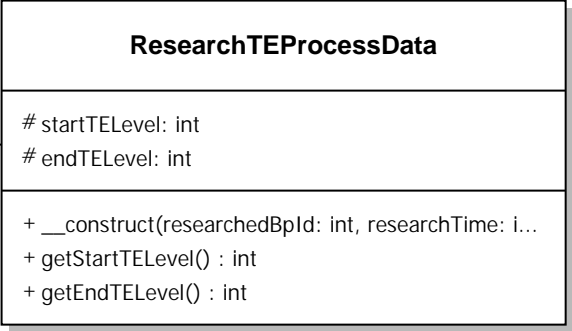 ResearchTEProcessData
# startTELevel: int
# endTELevel: int
+ __construct(researchedBpId: int, researchTime: i...
+ getStartTELevel() : int
+ getEndTELevel() : int